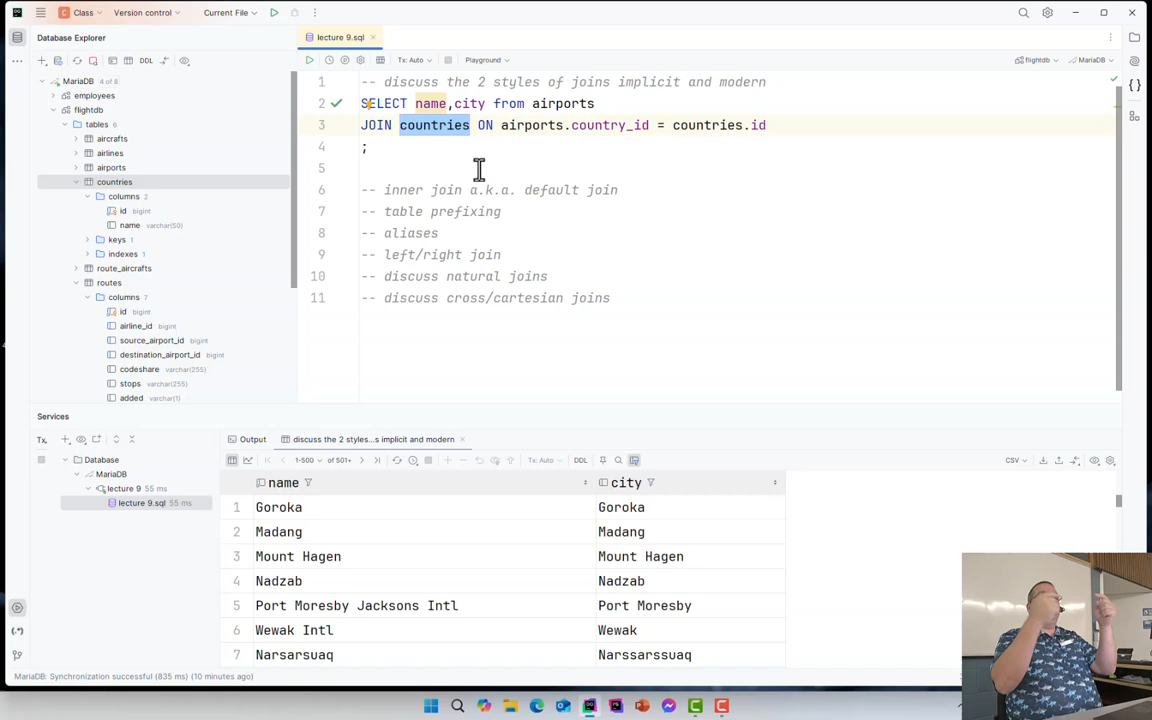 Class
Version control
Current File
Database Explorer
lecture 9.sql
DDL
Tx: Auto
Playground
flightdb
MariaDB
MariaDB 4 of 8
employees
flightdb
tables 6
aircrafts
airlines
airports
countries
columns 2
id bigint
name varchar(50)
keys 1
indexes 1
route_aircrafts
routes
columns 7
id bigint
airline_id bigint
source_airport_id bigint
destination_airport_id bigint
codeshare varchar(255)
stops varchar(255)
added varchar(1)
1 -- discuss the 2 styles of joins implicit and modern
2 SELECT name,city from airports
3 JOIN countries ON airports.country_id = countries.id
4 ;
5
6 -- inner join a.k.a. default join
7 -- table prefixing
8 -- aliases
9 -- left/right join
10 -- discuss natural joins
11 -- discuss cross/cartesian joins
Services
Tx
Database
MariaDB
lecture 9 55 ms
lecture 9.sql 55 ms
Output
discuss the 2 styles...s implicit and modern
1-500 of 501+
Tx: Auto
DDL
CSV
name city
1 Goroka Goroka
2 Madang Madang
3 Mount Hagen Mount Hagen
4 Nadzab Nadzab
5 Port Moresby Jacksons Intl Port Moresby
6 Wewak Intl Wewak
7 Narsarsuaq Narssarssuaq
MariaDB: Synchronization successful (835 ms) (10 minutes ago)